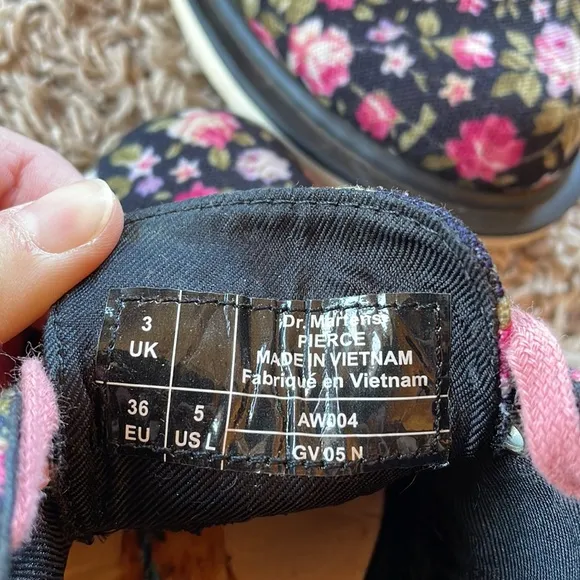 3
UK
36
EU
5
US L
Dr. Martens
PIERCE
MADE IN VIETNAM
Fabriqué en Vietnam
AW004
GV 05 N